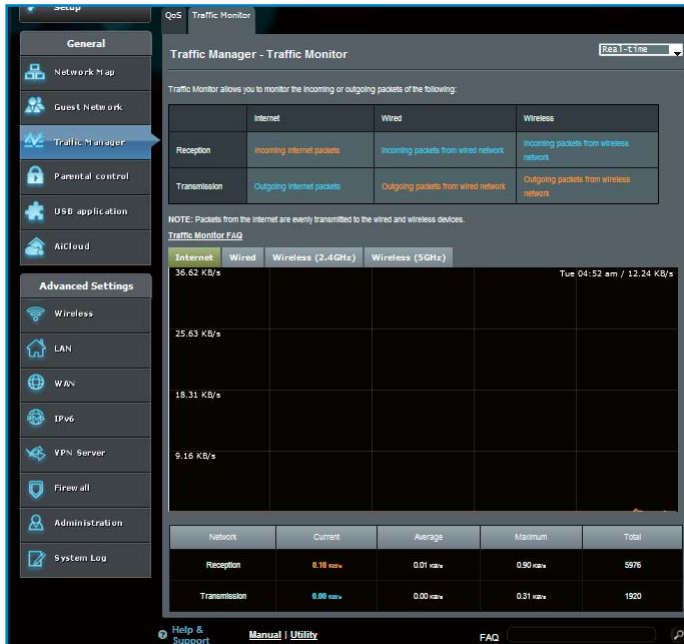 Setup
QoS Traffic Monitor
General
Network Map
Guest Network
Traffic Manager
Parental control
USB application
AiCloud
Advanced Settings
Wireless
LAN
WAN
IPv6
VPN Server
Firewall
Administration
System Log
Traffic Manager - Traffic Monitor
Real-time
Traffic Monitor allows you to monitor the incoming or outgoing packets of the following:
Internet Wired Wireless
Reception Incoming internet packets Incoming packets from wired network Incoming packets from wireless network
Transmission Outgoing internet packets Outgoing packets from wired network Outgoing packets from wireless network
NOTE: Packets from the Internet are evenly transmitted to the wired and wireless devices.
Traffic Monitor FAQ
Internet Wired Wireless (2.4GHz) Wireless (5GHz)
36.62 KB/s Tue 04:52 am / 12.24 KB/s
25.63 KB/s
18.31 KB/s
9.16 KB/s
Network Current Average Maximum Total
Reception 0.10 KB/s 0.01 KB/s 0.90 KB/s 5976
Transmission 0.00 KB/s 0.00 KB/s 0.31 KB/s 1920
Help & Support Manual | Utility FAQ